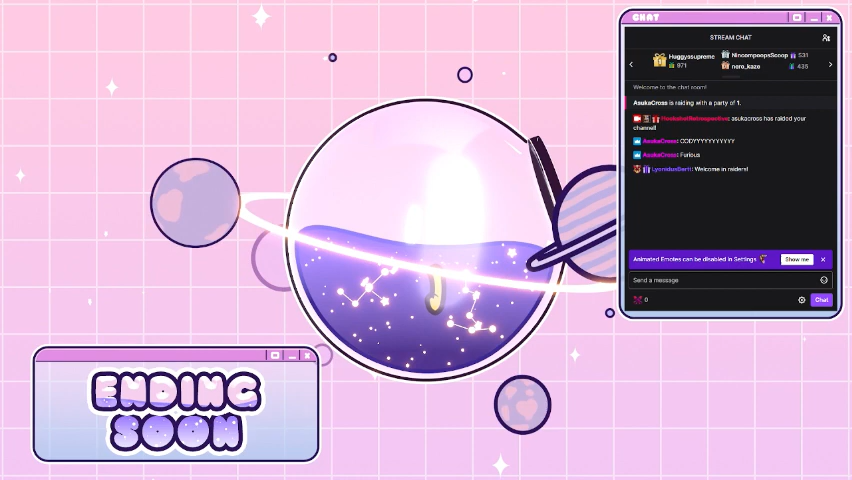 CHAT
STREAM CHAT
Huggyssupreme
971
NincompoopsScoop 531
nero_kaze 435
Welcome to the chat room!
AsukaCross is raiding with a party of 1.
asukacross has raided your
channel!
AsukaCross: CODYYYYYYYYYYY
AsukaCross: Furious
Welcome in raiders!
Animated Emotes can be disabled in Settings
Show me
Send a message
0
Chat
ENDING
SOON